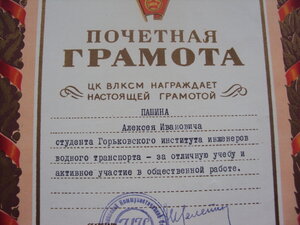 ПОЧЕТНАЯ
ГРАМОТА
ЦК ВЛКСМ НАГРАЖДАЕТ
НАСТОЯЩЕЙ ГРАМОТОЙ
ПАПИНА
Алексея Ивановича
студента Горьковского института инженеров
водного транспорта - за отличную учебу и
активное участие в общественной работе.